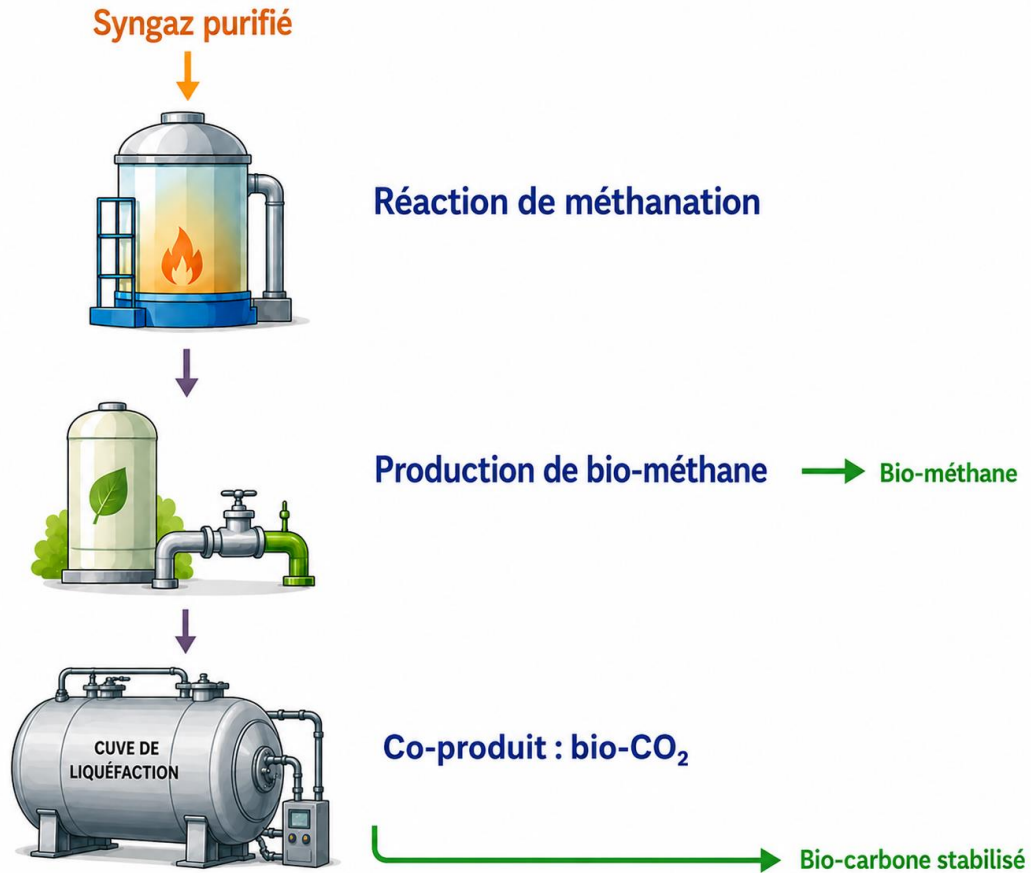 Syngaz purifié
Réaction de méthanation
Production de bio-méthane
Bio-méthane
CUVE DE
LIQUÉFACTION
Co-produit : bio-CO₂
Bio-carbone stabilisé